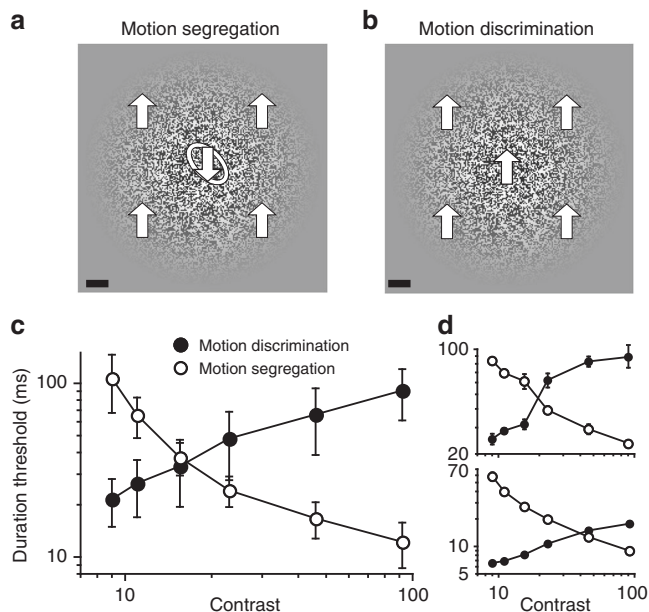 a
Motion segregation
b
Motion discrimination
c
Motion discrimination
Motion segregation
Duration threshold (ms)
100
10
10
100
Contrast
d
100
20
70
10
5
10
100
Contrast